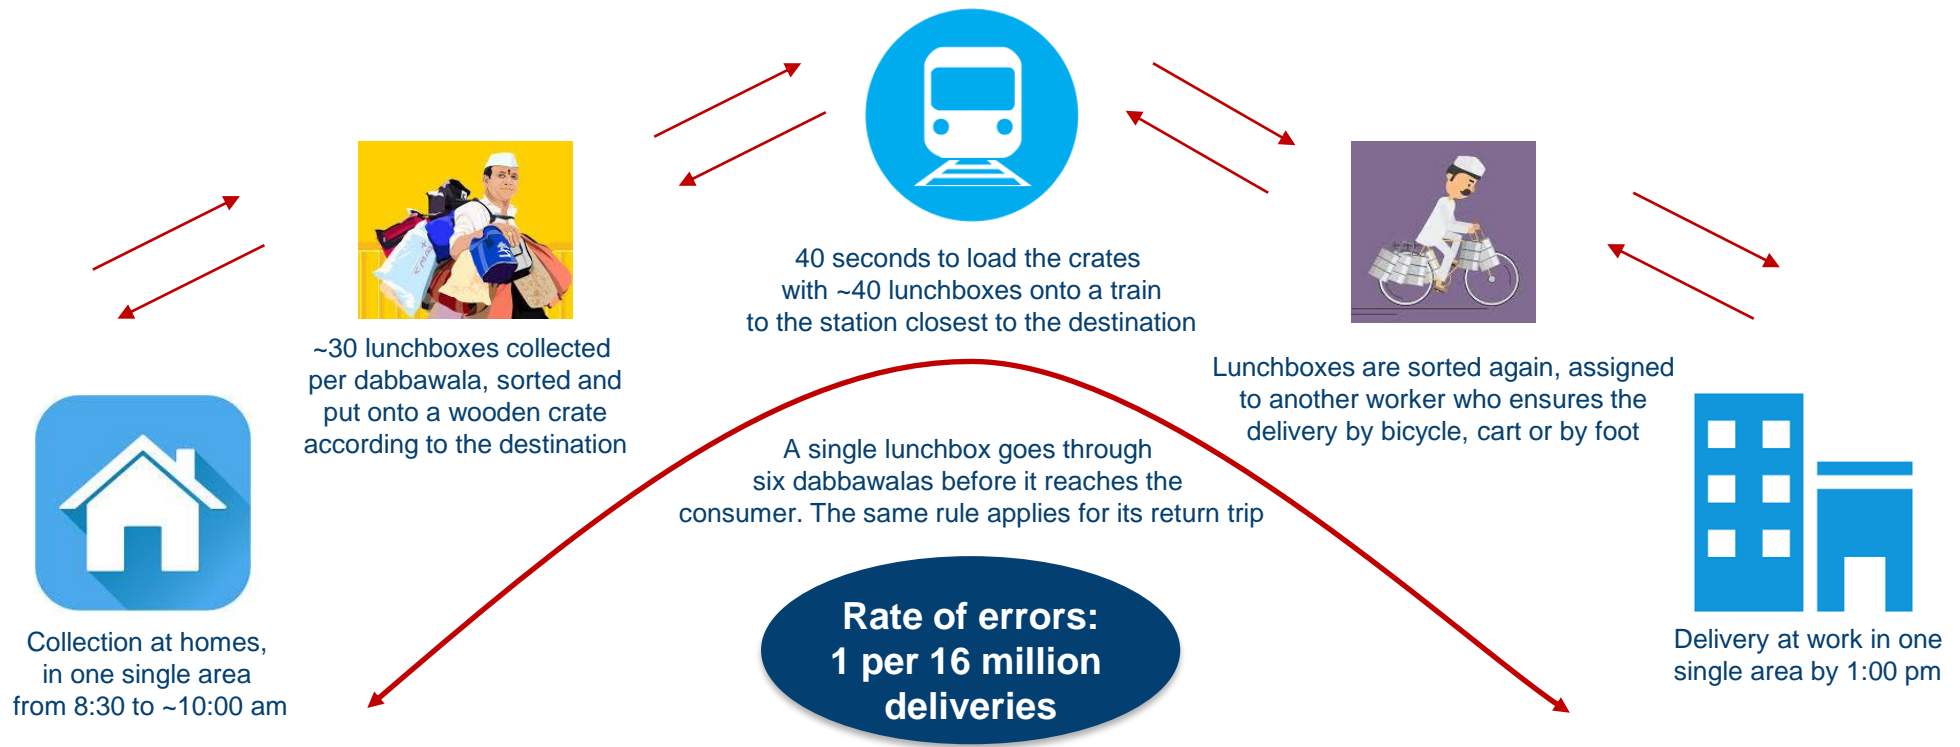 Collection at homes,
in one single area
from 8:30 to ~10:00 am
~30 lunchboxes collected
per dabbawala, sorted and
put onto a wooden crate
according to the destination
40 seconds to load the crates
with ~40 lunchboxes onto a train
to the station closest to the destination
A single lunchbox goes through
six dabbawalas before it reaches the
consumer. The same rule applies for its return trip
Rate of errors:
1 per 16 million
deliveries
Lunchboxes are sorted again, assigned
to another worker who ensures the
delivery by bicycle, cart or by foot
Delivery at work in one
single area by 1:00 pm